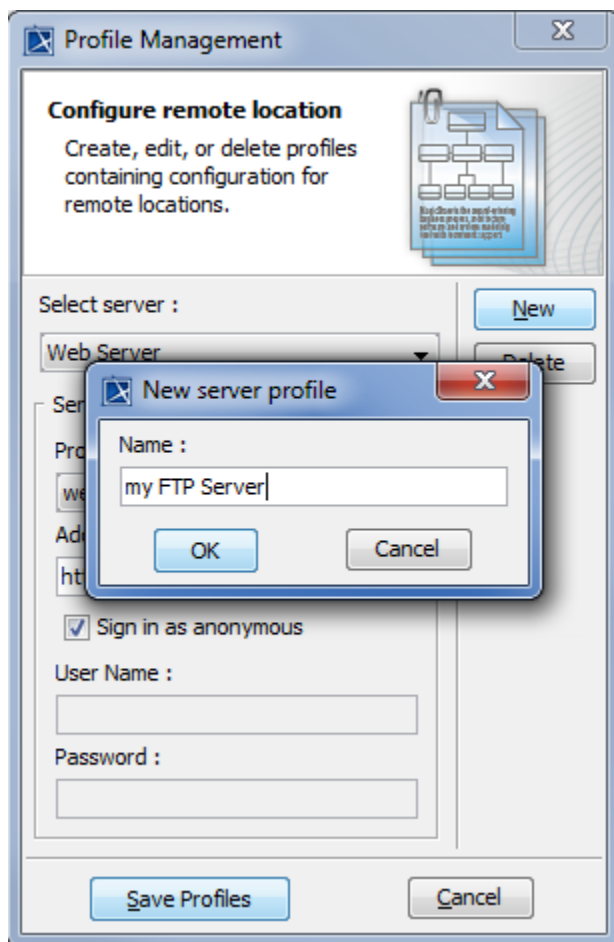 Profile Management
Configure remote location
Create, edit, or delete profiles
containing configuration for
remote locations.
Select server :
New
Web Server
Delete
New server profile
Name :
my FTP Server
OK
Cancel
Sign in as anonymous
User Name :
Password :
Save Profiles
Cancel